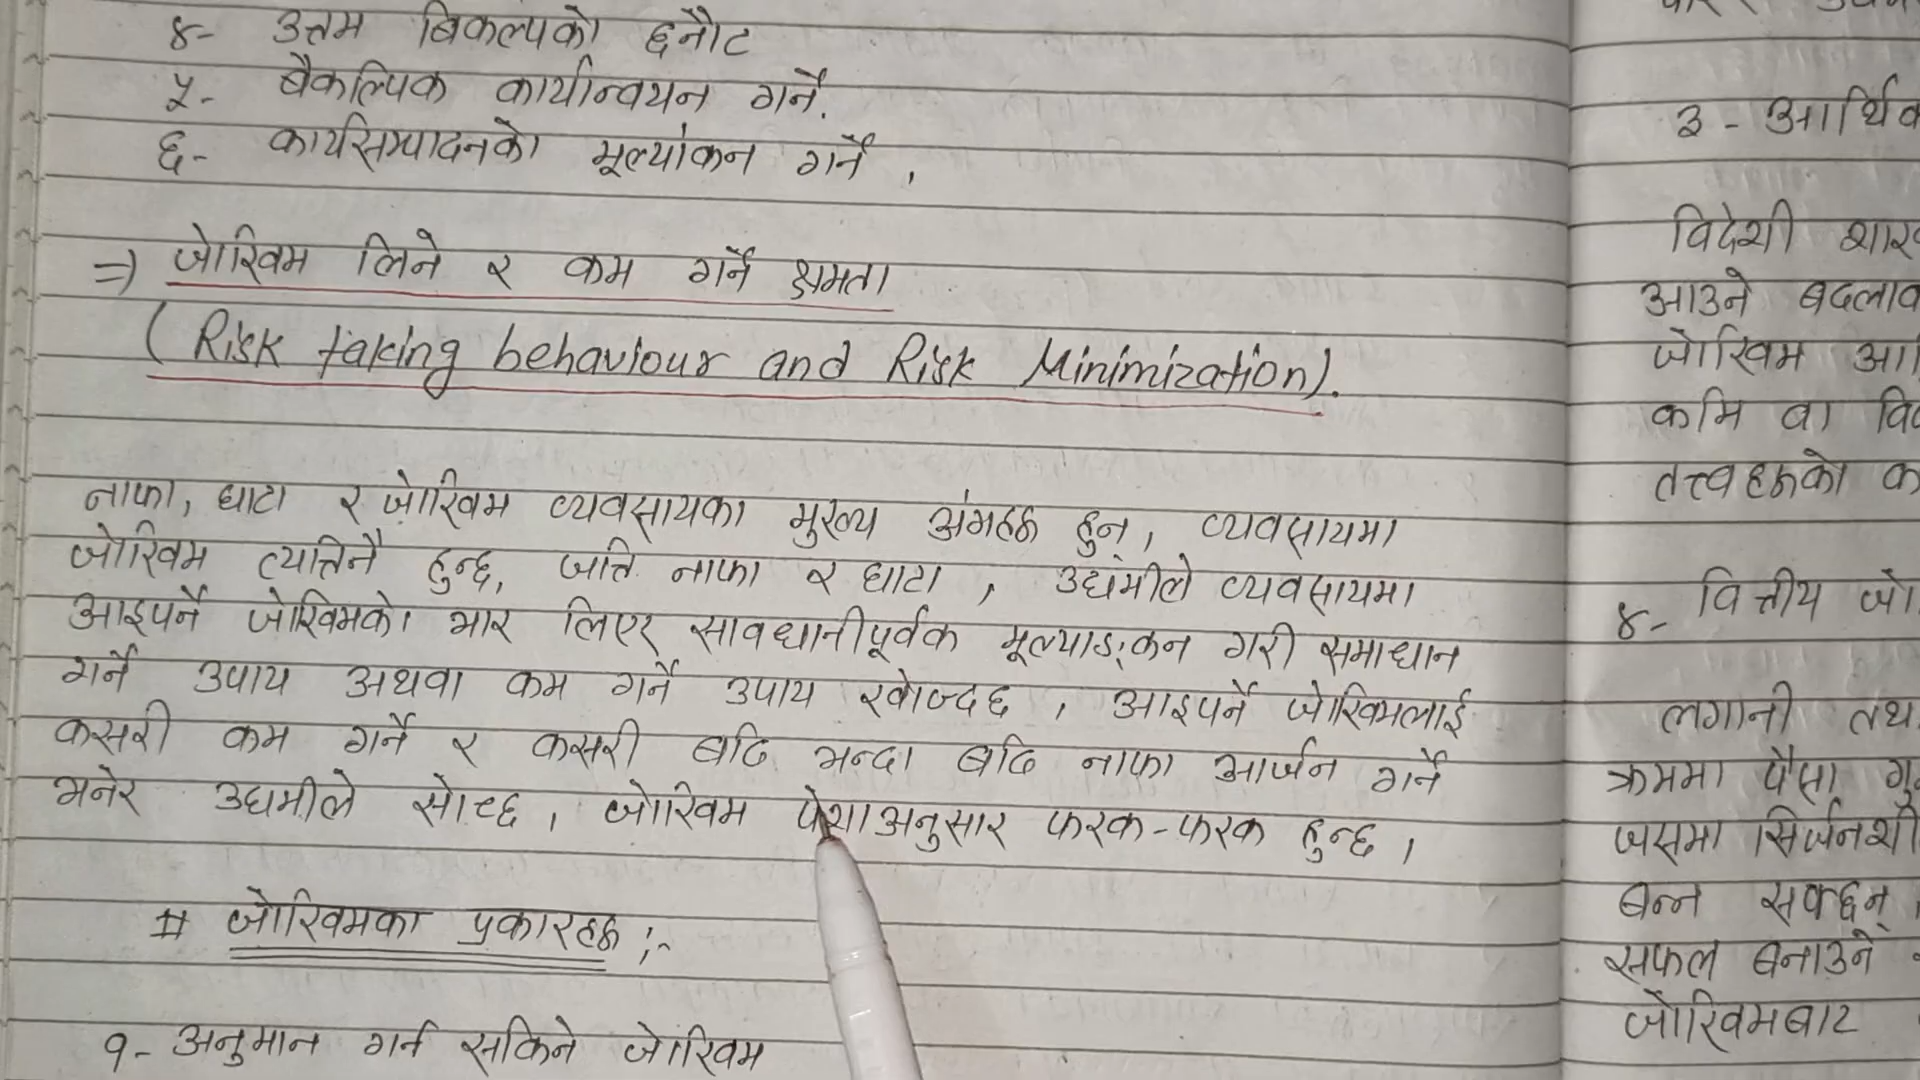 ४- उत्तम बिकल्पको छनौट
५- बैकल्पिक कार्यान्वयन गर्ने,
६- कार्यसम्पादनको मूल्यांकन गर्ने ,
=) जोखिम लिने र कम गर्ने क्षमता
( Risk taking behaviour and Risk Minimization).
नाफा, घाटा र जोखिम व्यवसायका मुख्य अंगहरू हुन् , व्यवसायमा
जोखिम त्यत्तिनै हुन्छ, जति नाफा र घाटा , उद्यमीले व्यवसायमा
आइपर्ने जोखिमको भार लिएर सावधानीपूर्वक मूल्याङ्कन गरी समाधान
गर्ने उपाय अथवा कम गर्ने उपाय खोज्दछ , आइपर्ने जोखिमलाई
कसरी कम गर्ने र कसरी बढि भन्दा बढि नाफा आर्जन गर्ने
भनेर उद्यमीले सोच्छ , जोखिम पेशाअनुसार फरक-फरक हुन्छ ,
# जोखिमका प्रकारहरू ;-
१- अनुमान गर्न सकिने जोखिम
३- आर्थिक
विदेशी
आउने बदलाव
जोखिम
कमि वा
तत्त्वहरूको
४- वित्तीय
लगानी
क्रममा पैसा
जसमा
बन्न सक्छन्
सफल बनाउने
जोखिमबाट